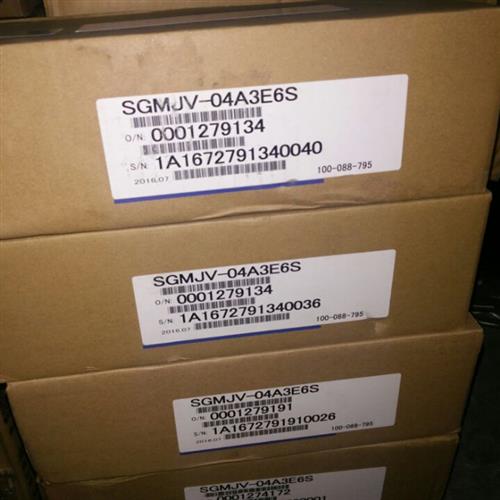 SGMJV-04A3E6S
O/N: 0001279134
S/N: 1A1672791340040
2016.07 100-088-795
SGMJV-04A3E6S
O/N: 0001279134
S/N: 1A1672791340036
2016.07 100-088-795
SGMJV-04A3E6S
O/N: 0001279191
S/N: 1A1672791910026
2016.07 100-088-795
SGMJV-04A3E6S
O/N: 0001274172